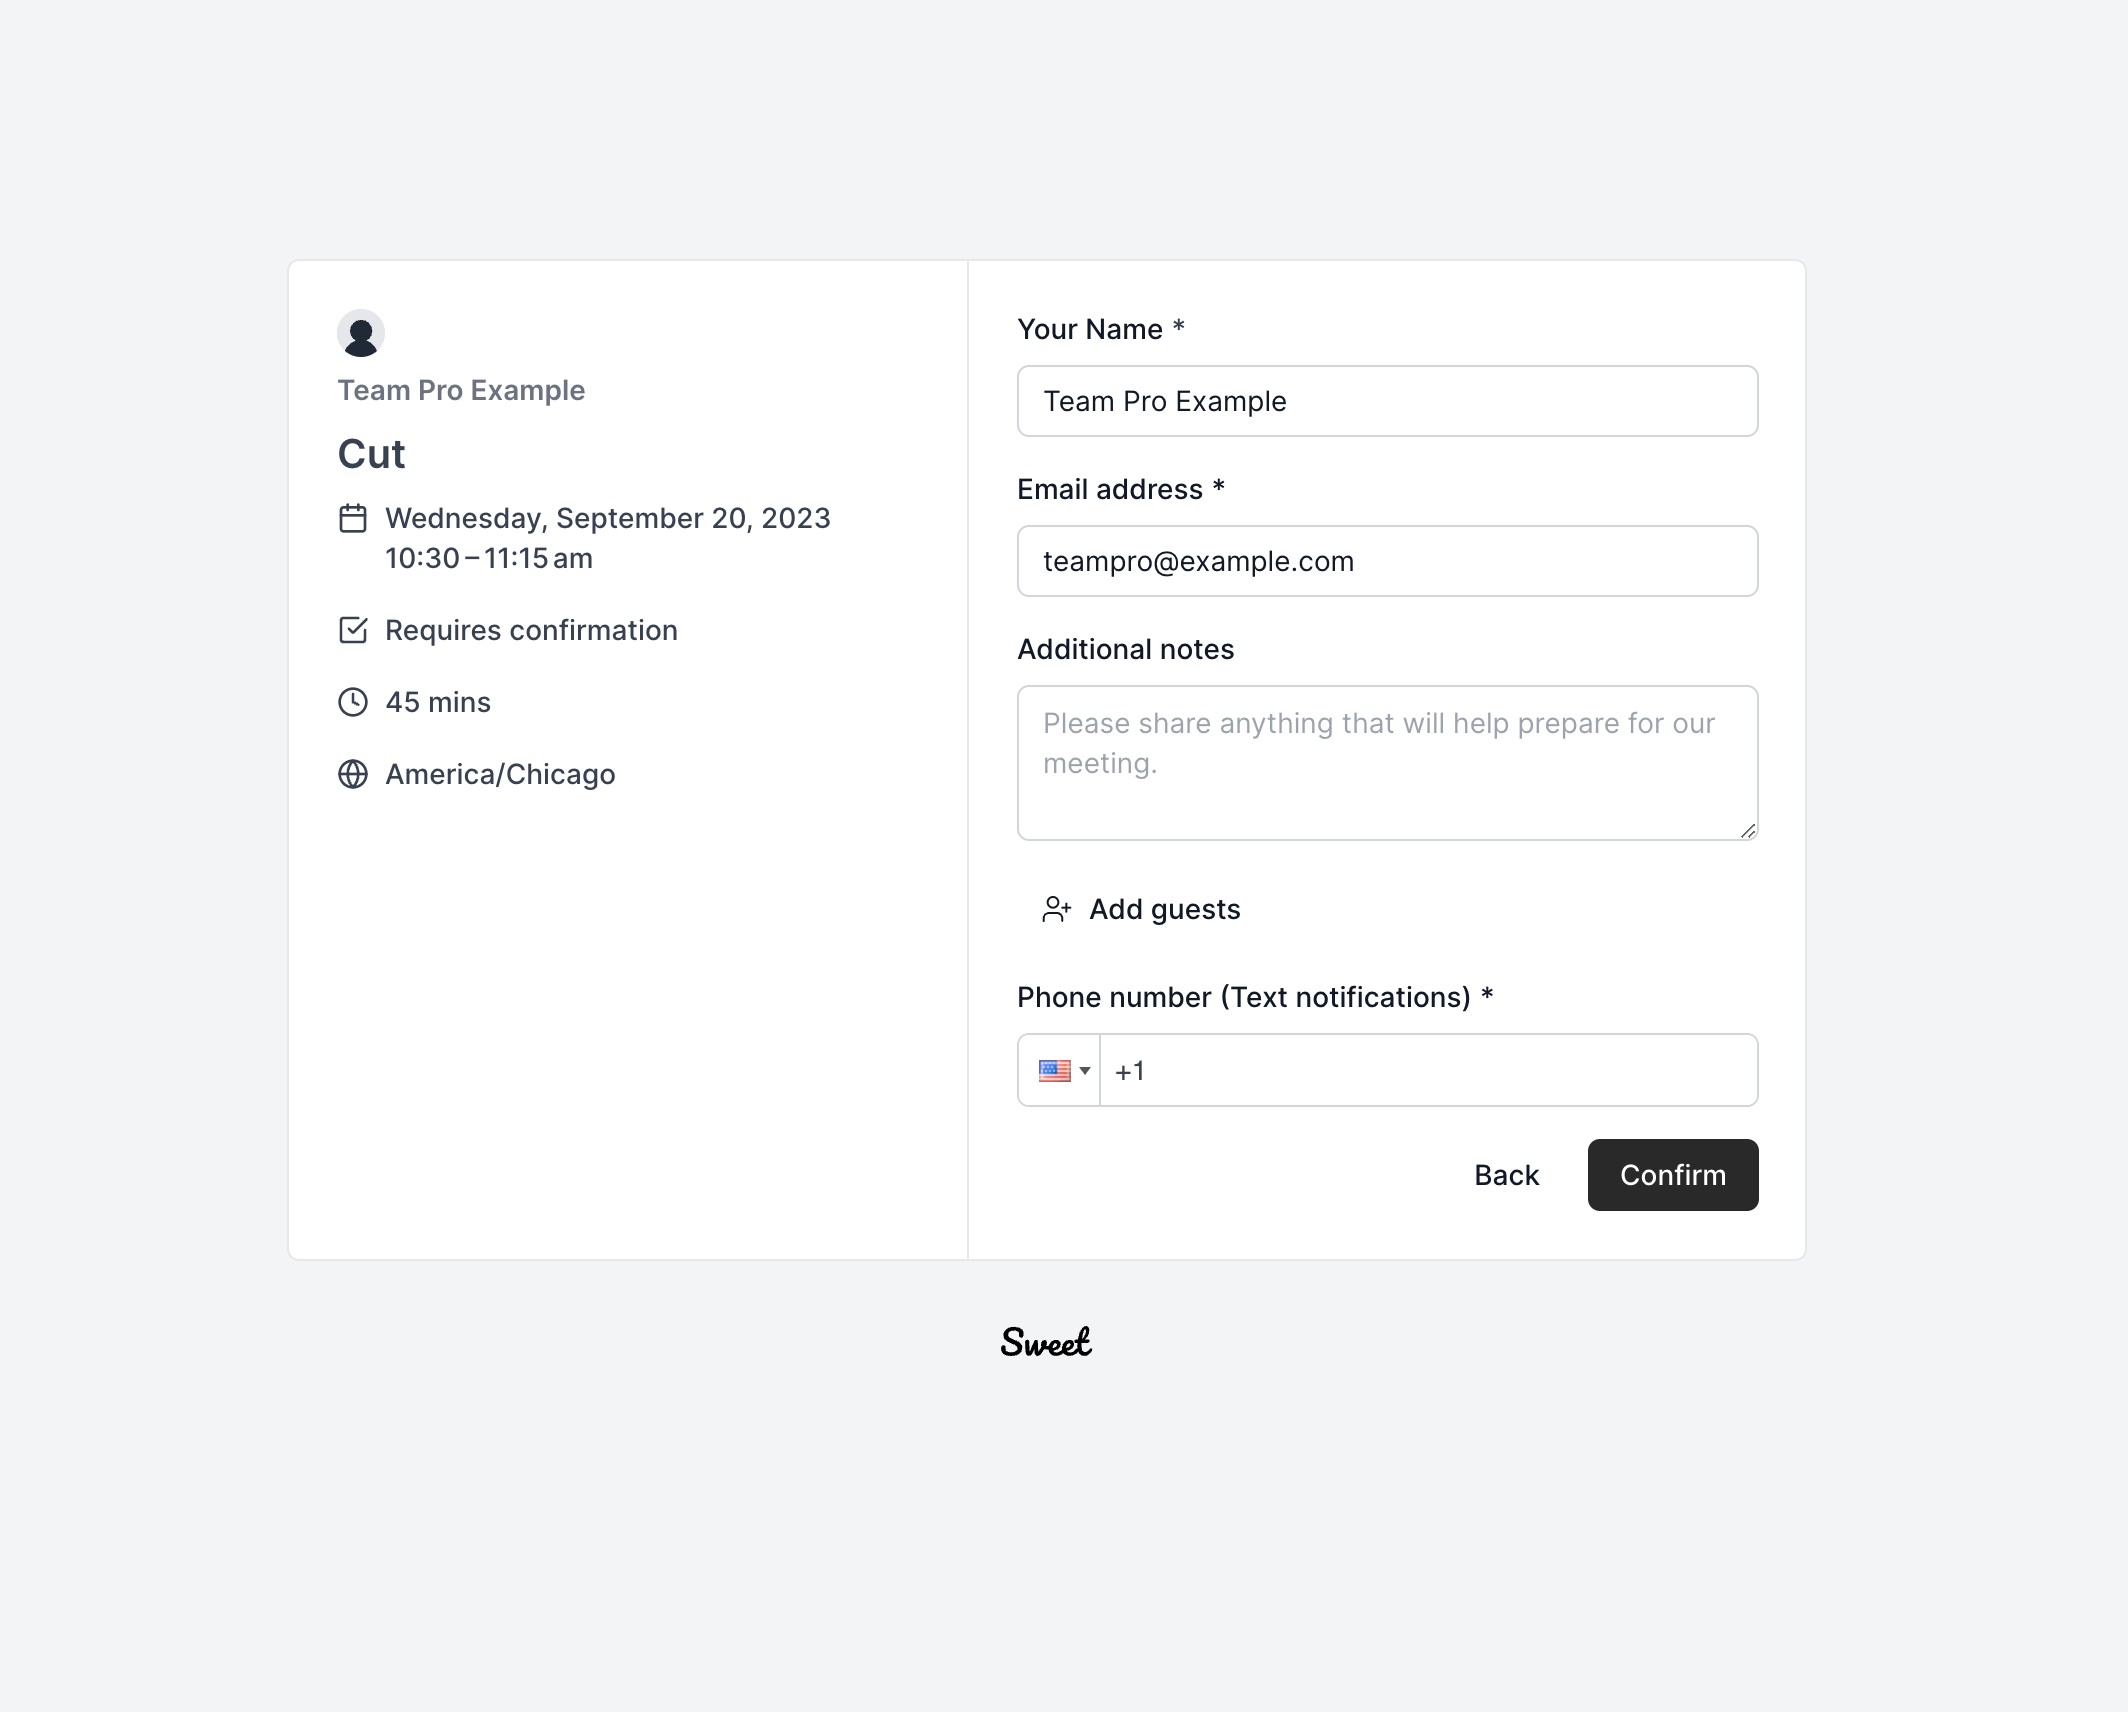 Team Pro Example
Cut
Wednesday, September 20, 2023
10:30 – 11:15 am
Requires confirmation
45 mins
America/Chicago
Your Name *
Team Pro Example
Email address *
teampro@example.com
Additional notes
Please share anything that will help prepare for our
meeting.
Add guests
Phone number (Text notifications) *
+1
Back
Confirm
Sweet